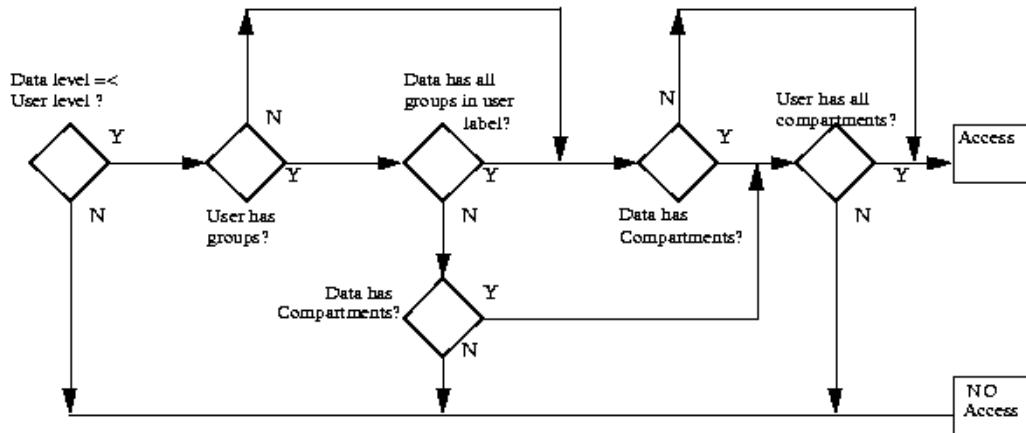 Data level =<
User level ?
Y
N
N
User has
groups?
Y
Data has all
groups in user
label?
Y
N
Data has
Compartments?
Y
N
N
Y
Data has
Compartments?
User has all
compartments?
Y
N
Access
NO
Access